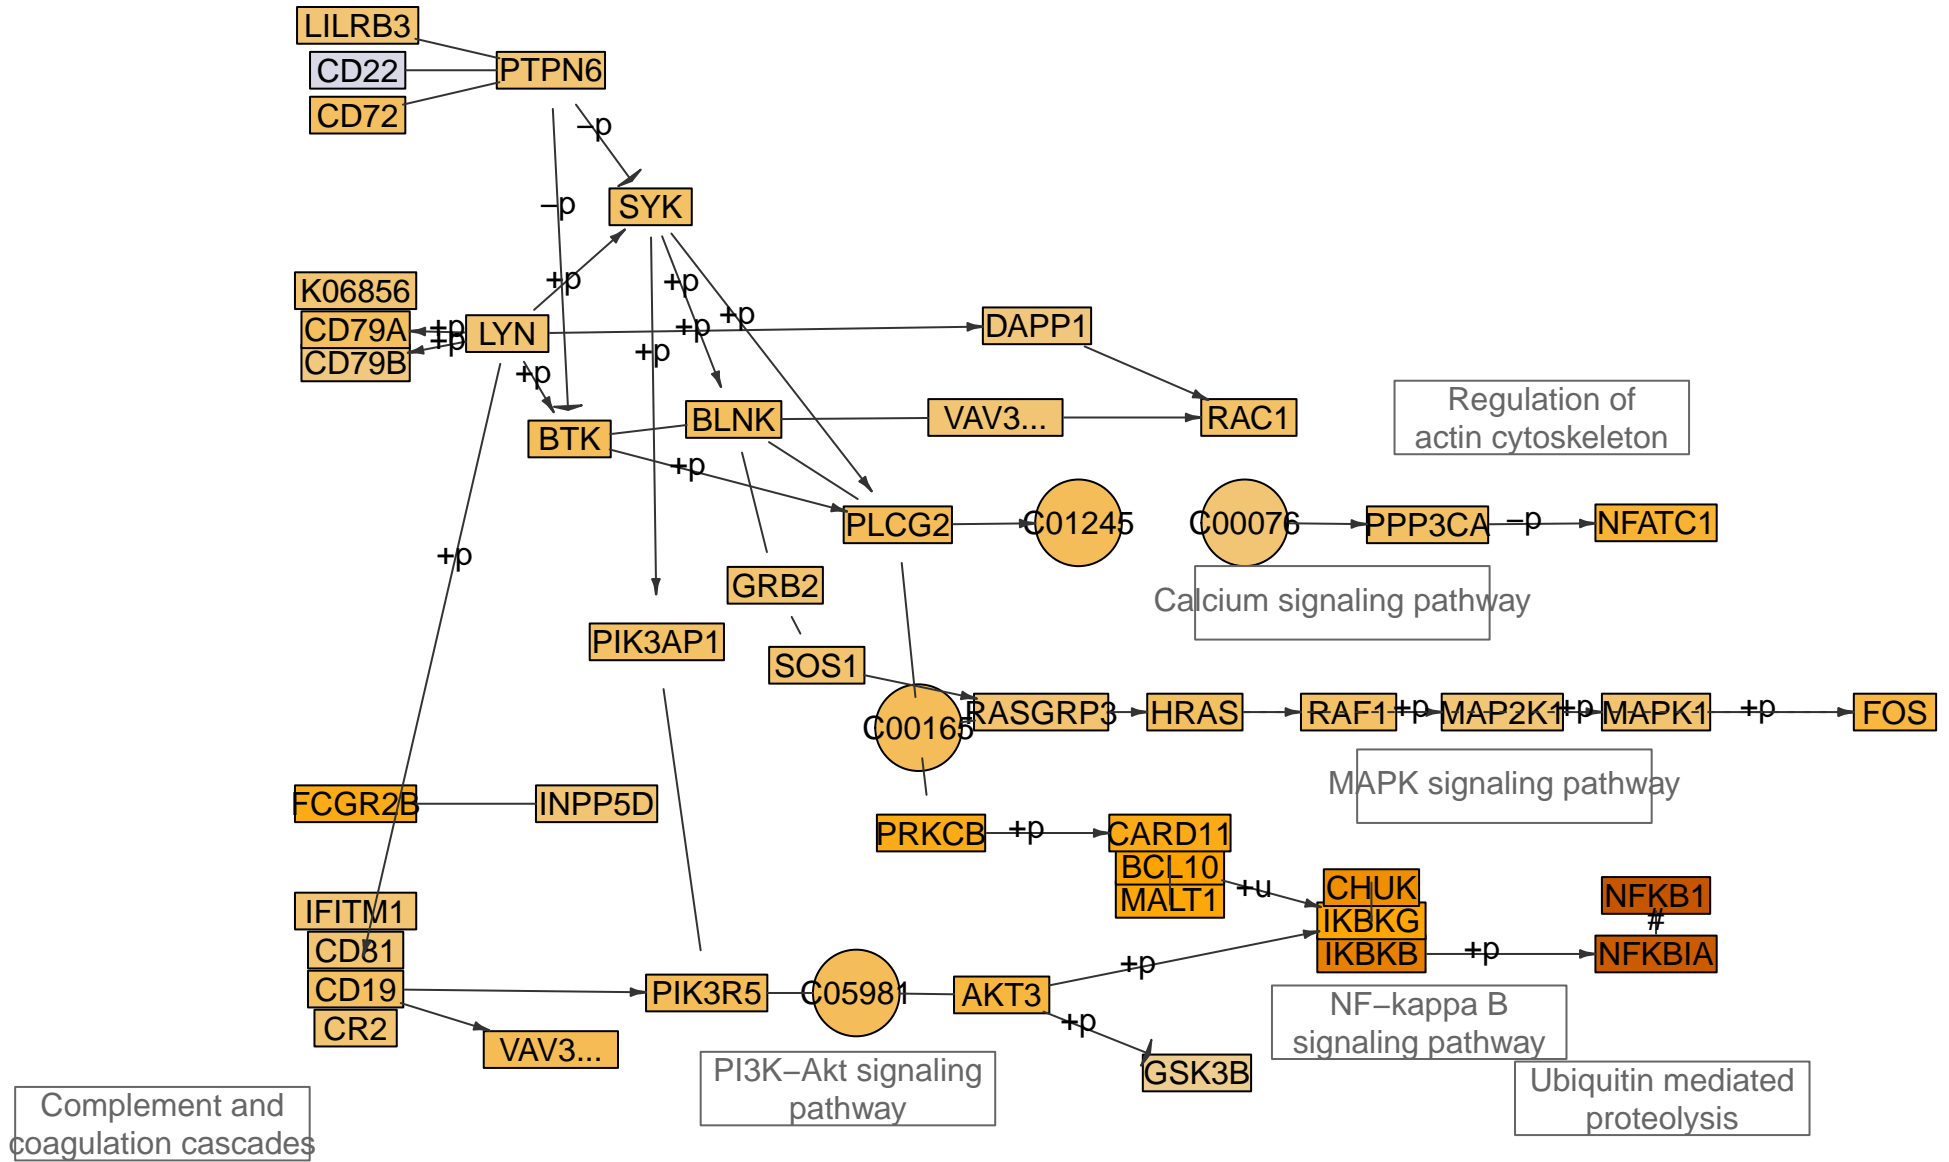 LILRB3
CD22
PTPN6
CD72
–p
SYK
–p
+p
+p
K06856
CD79A
+p
LYN
+p
+p
DAPP1
CD79B
+p
+p
+p
VAV3...
RAC1
Regulation of
actin cytoskeleton
BTK
BLNK
+p
PLCG2
C01245
C00076
PPP3CA
–p
NFATC1
+p
GRB2
Calcium signaling pathway
PIK3AP1
SOS1
C00165
RASGRP3
HRAS
RAF1
+p
MAP2K1
+p
MAPK1
+p
FOS
MAPK signaling pathway
FCGR2B
INPP5D
PRKCB
+p
CARD11
BCL10
MALT1
+u
CHUK
IKBKG
IKBKB
NFKB1
#
+p
NFKBIA
IFITM1
CD81
CD19
CR2
PIK3R5
C05981
AKT3
+p
+p
GSK3B
VAV3...
NF–kappa B
signaling pathway
PI3K–Akt signaling
pathway
Ubiquitin mediated
proteolysis
Complement and
coagulation cascades